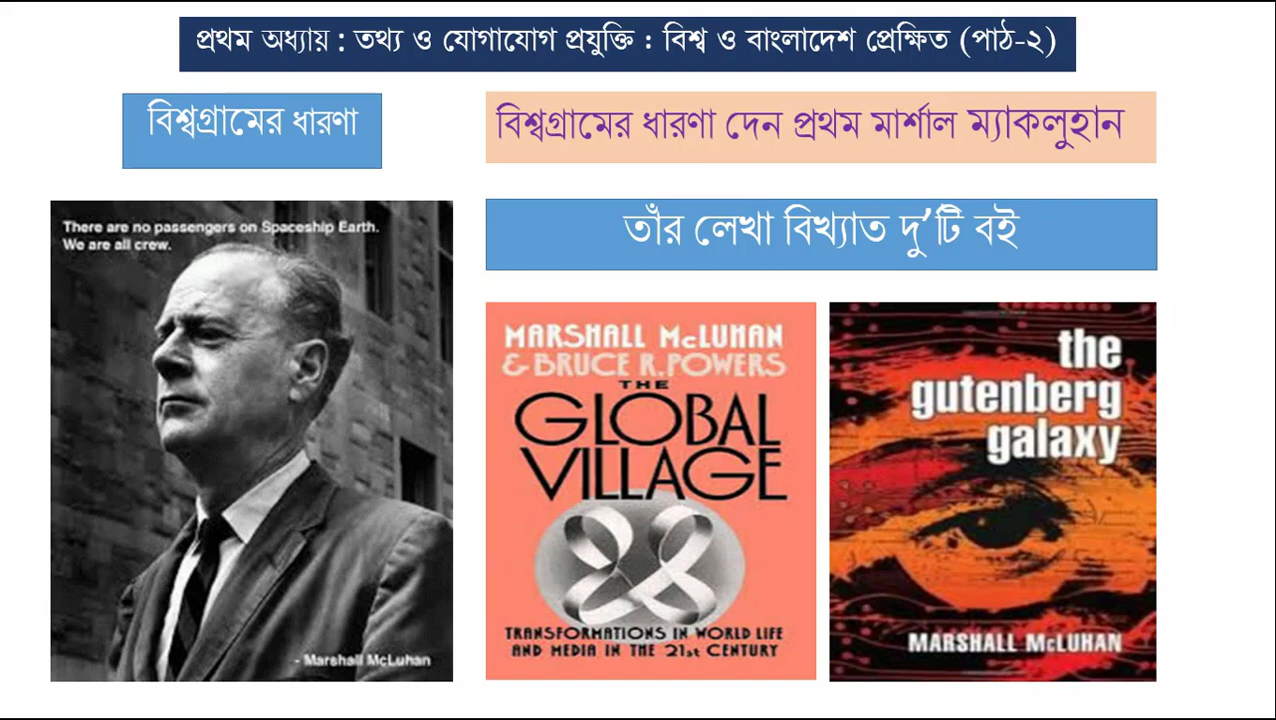 প্রথম অধ্যায় : তথ্য ও যোগাযোগ প্রযুক্তি : বিশ্ব ও বাংলাদেশ প্রেক্ষিত (পাঠ-২)
বিশ্বগ্রামের ধারণা
বিশ্বগ্রামের ধারণা দেন প্রথম মার্শাল ম্যাকলুহান
There are no passengers on Spaceship Earth.
We are all crew.
- Marshall McLuhan
তাঁর লেখা বিখ্যাত দু’টি বই
MARSHALL McLUHAN
& BRUCE R. POWERS
THE
GLOBAL
VILLAGE
TRANSFORMATIONS IN WORLD LIFE
AND MEDIA IN THE 21st CENTURY
the
gutenberg
galaxy
MARSHALL McLUHAN